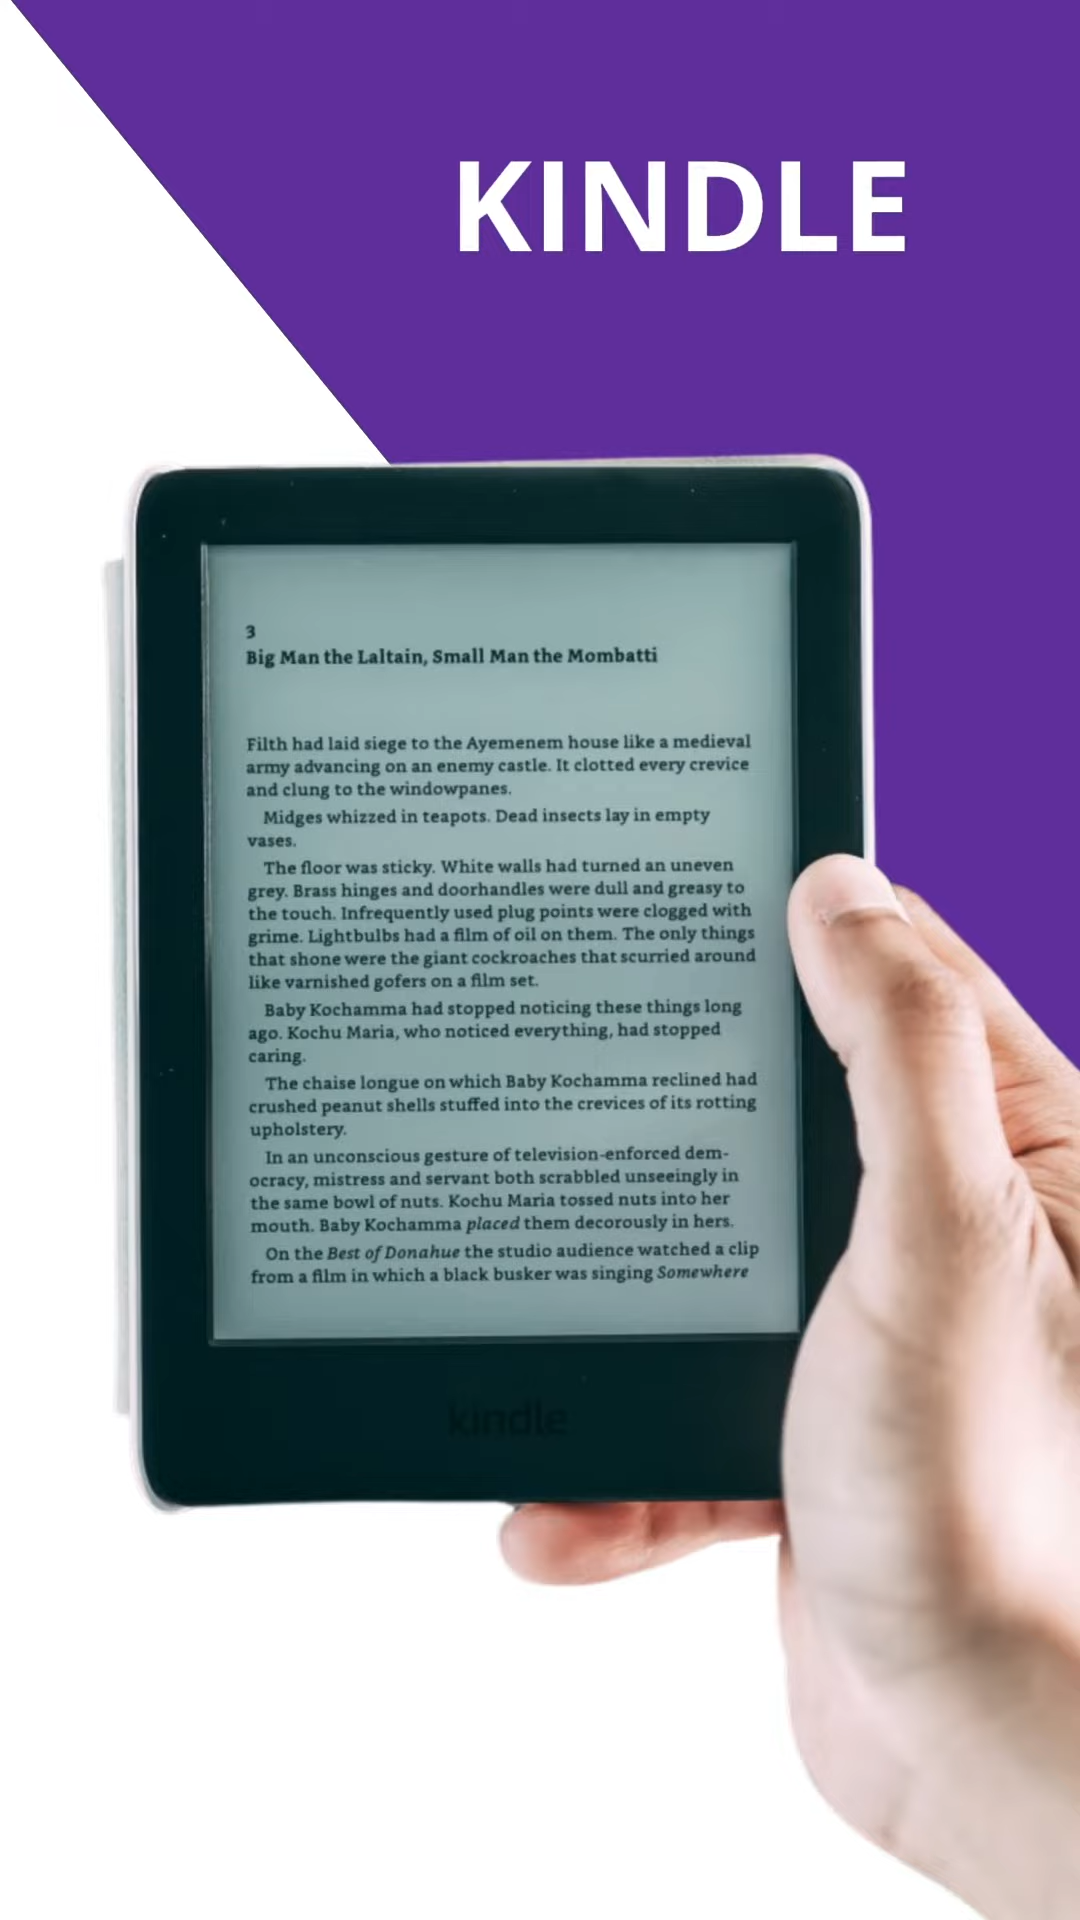 KINDLE
3
Big Man the Laltain, Small Man the Mombatti
Filth had laid siege to the Ayemenem house like a medieval
army advancing on an enemy castle. It clotted every crevice
and clung to the windowpanes.
Midges whizzed in teapots. Dead insects lay in empty
vases.
The floor was sticky. White walls had turned an uneven
grey. Brass hinges and doorhandles were dull and greasy to
the touch. Infrequently used plug points were clogged with
grime. Lightbulbs had a film of oil on them. The only things
that shone were the giant cockroaches that scurried around
like varnished gofers on a film set.
Baby Kochamma had stopped noticing these things long
ago. Kochu Maria, who noticed everything, had stopped
caring.
The chaise longue on which Baby Kochamma reclined had
crushed peanut shells stuffed into the crevices of its rotting
upholstery.
In an unconscious gesture of television-enforced dem-
ocracy, mistress and servant both scrabbled unseeingly in
the same bowl of nuts. Kochu Maria tossed nuts into her
mouth. Baby Kochamma placed them decorously in hers.
On the Best of Donahue the studio audience watched a clip
from a film in which a black busker was singing Somewhere
kindle